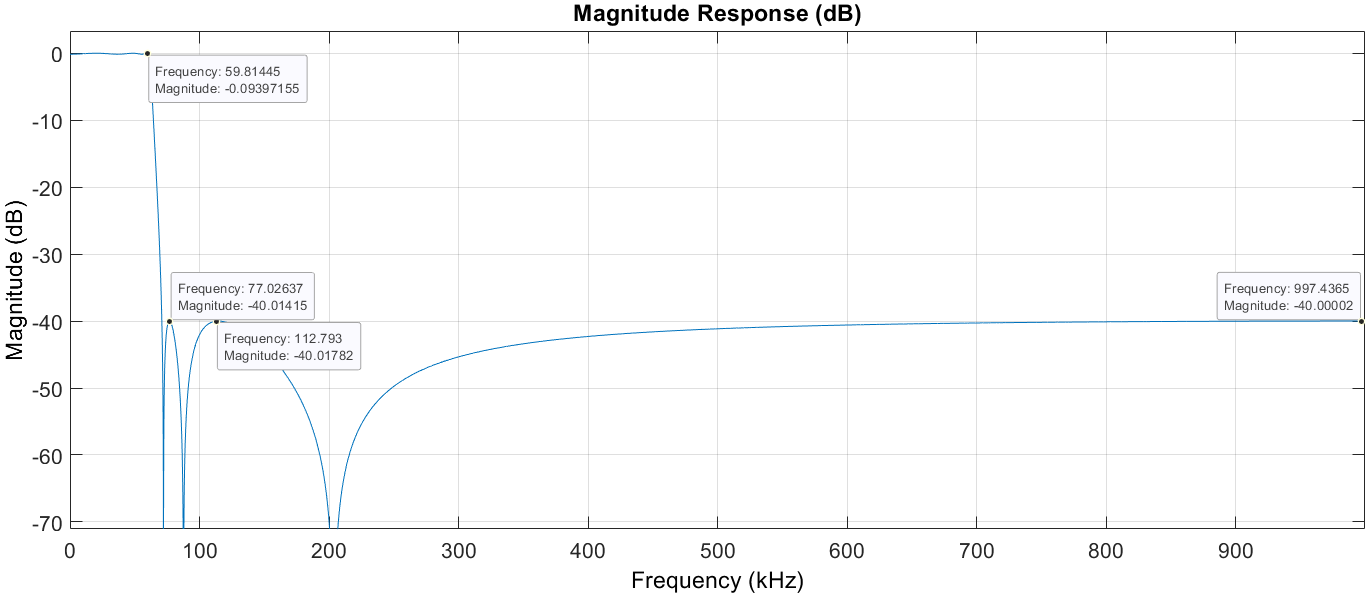 Magnitude Response (dB)
0
-10
-20
-30
-40
-50
-60
-70
Magnitude (dB)
Frequency: 59.81445
Magnitude: -0.09397155
Frequency: 77.02637
Magnitude: -40.01415
Frequency: 112.793
Magnitude: -40.01782
Frequency: 997.4365
Magnitude: -40.00002
0 100 200 300 400 500 600 700 800 900
Frequency (kHz)